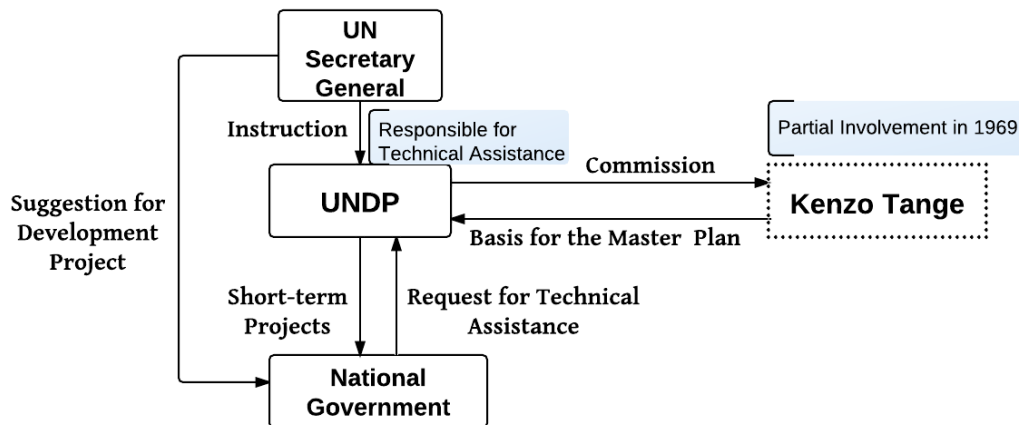 UN
Secretary
General
Instruction
Responsible for
Technical Assistance
Partial Involvement in 1969
Commission
UNDP
Kenzo Tange
Suggestion for
Development
Project
Basis for the Master Plan
Short-term
Projects
Request for Technical
Assistance
National
Government